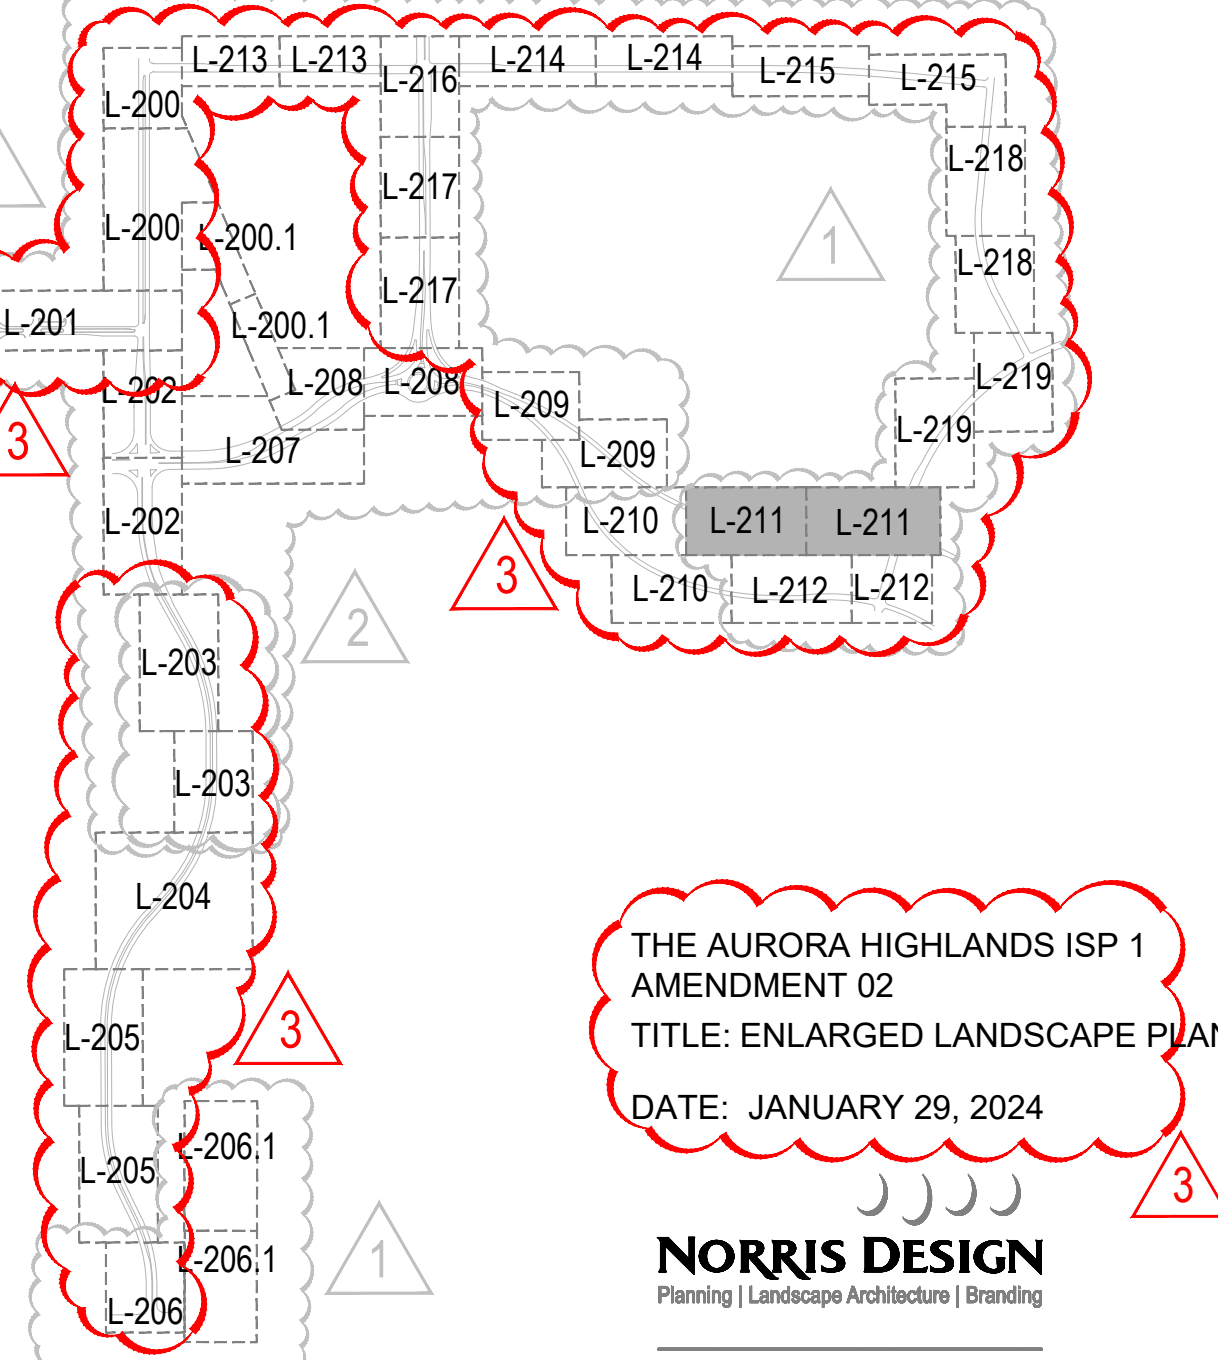 L-213 L-213 L-216 L-214 L-214 L-215 L-215
L-200
L-218
L-217
L-200 L-200.1
1
L-218
L-217
L-201 L-200.1
L-202 L-208 L-208 L-219
L-209
3 L-207 L-209 L-219
L-202 L-210 L-211 L-211
3 L-210 L-212 L-212
2
L-203
L-203
L-204
THE AURORA HIGHLANDS ISP 1
AMENDMENT 02
TITLE: ENLARGED LANDSCAPE PLAN
L-205 3
DATE: JANUARY 29, 2024
L-205 L-206.1
3
L-206.1 1
NORRIS DESIGN
Planning | Landscape Architecture | Branding
L-206